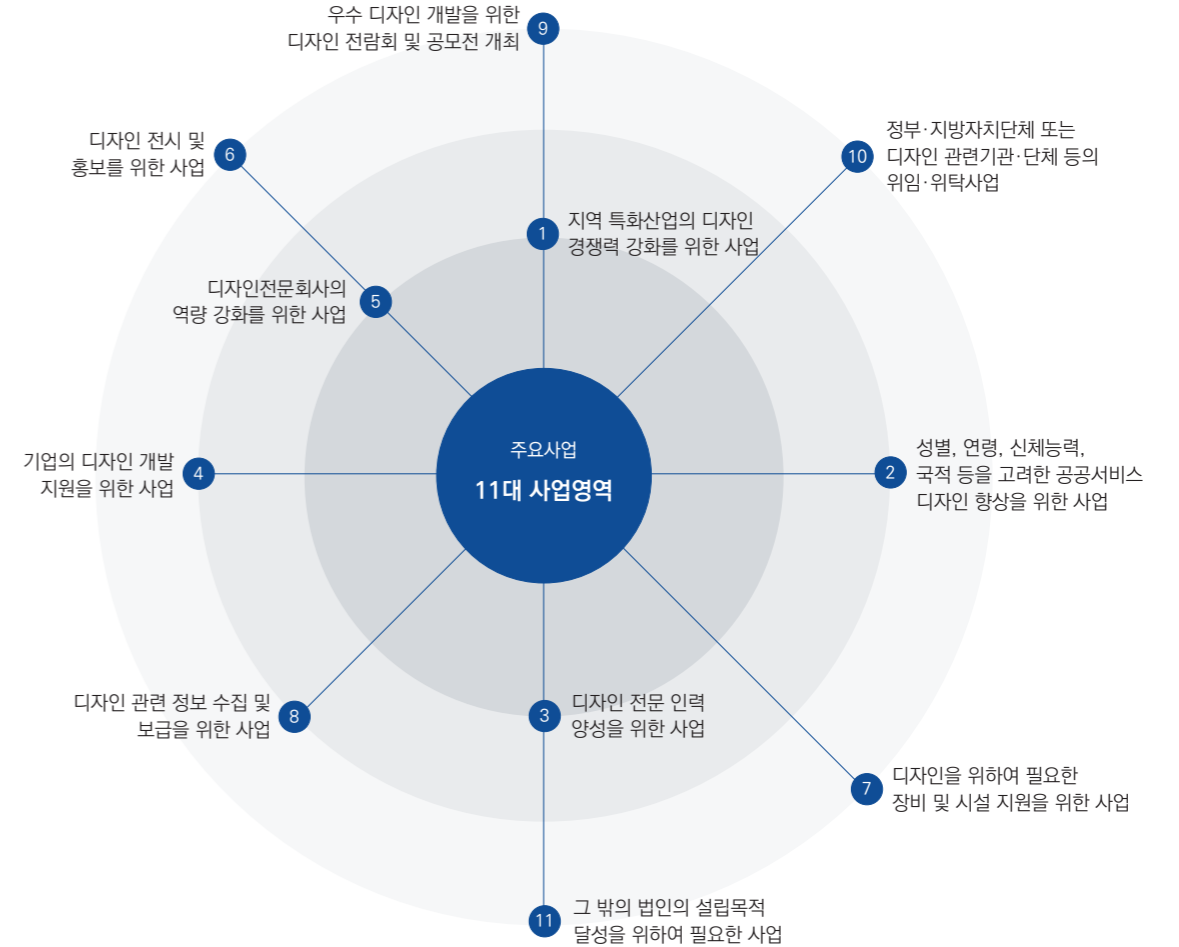 우수 디자인 개발을 위한
디자인 전람회 및 공모전 개최
9
디자인 전시 및
홍보를 위한 사업
6
정부·지방자치단체 또는
디자인 관련기관·단체 등의
위임·위탁사업
10
지역 특화산업의 디자인
경쟁력 강화를 위한 사업
1
디자인전문회사의
역량 강화를 위한 사업
5
주요사업
11대 사업영역
기업의 디자인 개발
지원을 위한 사업
4
성별, 연령, 신체능력,
국적 등을 고려한 공공서비스
디자인 향상을 위한 사업
2
디자인 관련 정보 수집 및
보급을 위한 사업
8
디자인 전문 인력
양성을 위한 사업
3
디자인을 위하여 필요한
장비 및 시설 지원을 위한 사업
7
그 밖의 법인의 설립목적
달성을 위하여 필요한 사업
11